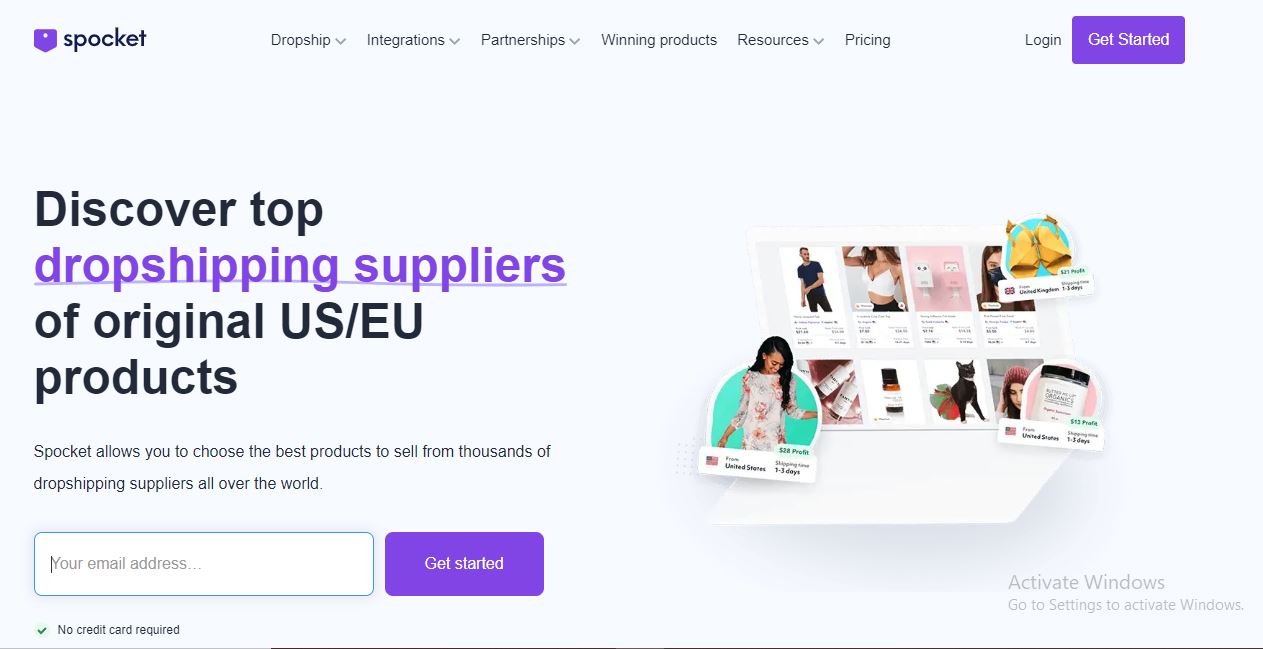 spocket
Dropship
Integrations
Partnerships
Winning products
Resources
Pricing
Login
Get Started
Discover top
dropshipping suppliers
of original US/EU
products
Spocket allows you to choose the best products to sell from thousands of
dropshipping suppliers all over the world.
Your email address...
Get started
No credit card required
$21 Profit
From
United Kingdom
Shipping time
1-3 days
$28 Profit
From
United States
Shipping time
1-3 days
ORGANICS
$13 Profit
From
United States
Shipping time
1-3 days
Activate Windows
Go to Settings to activate Windows.